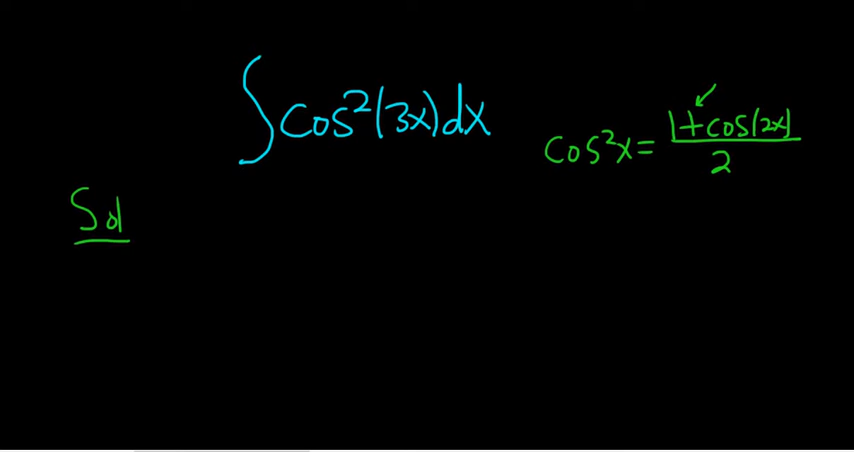 ∫cos²(3x)dx
cos²x = (1+cos(2x))/2
Sol